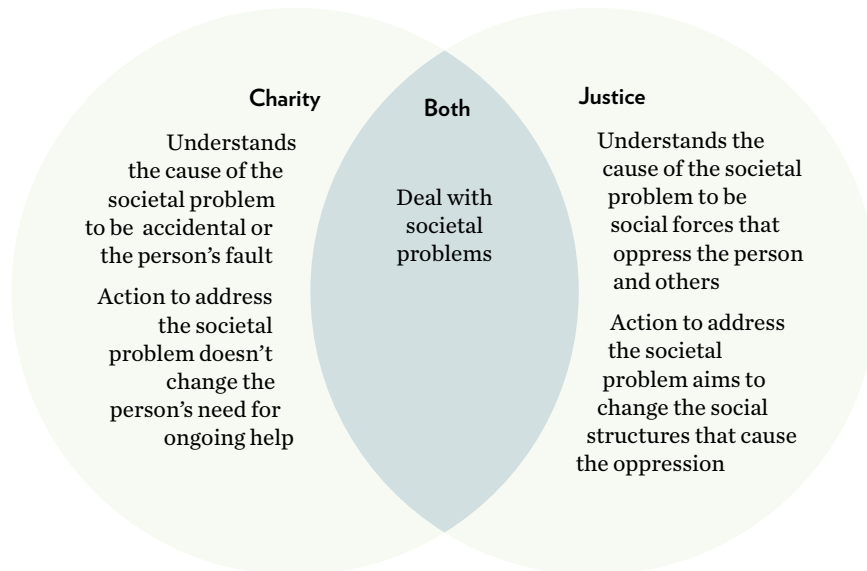 Charity
Understands
the cause of the
societal problem
to be accidental or
the person's fault
Action to address
the societal
problem doesn't
change the
person's need for
ongoing help
Both
Deal with
societal
problems
Justice
Understands the
cause of the societal
problem to be
social forces that
oppress the person
and others
Action to address
the societal
problem aims to
change the social
structures that cause
the oppression